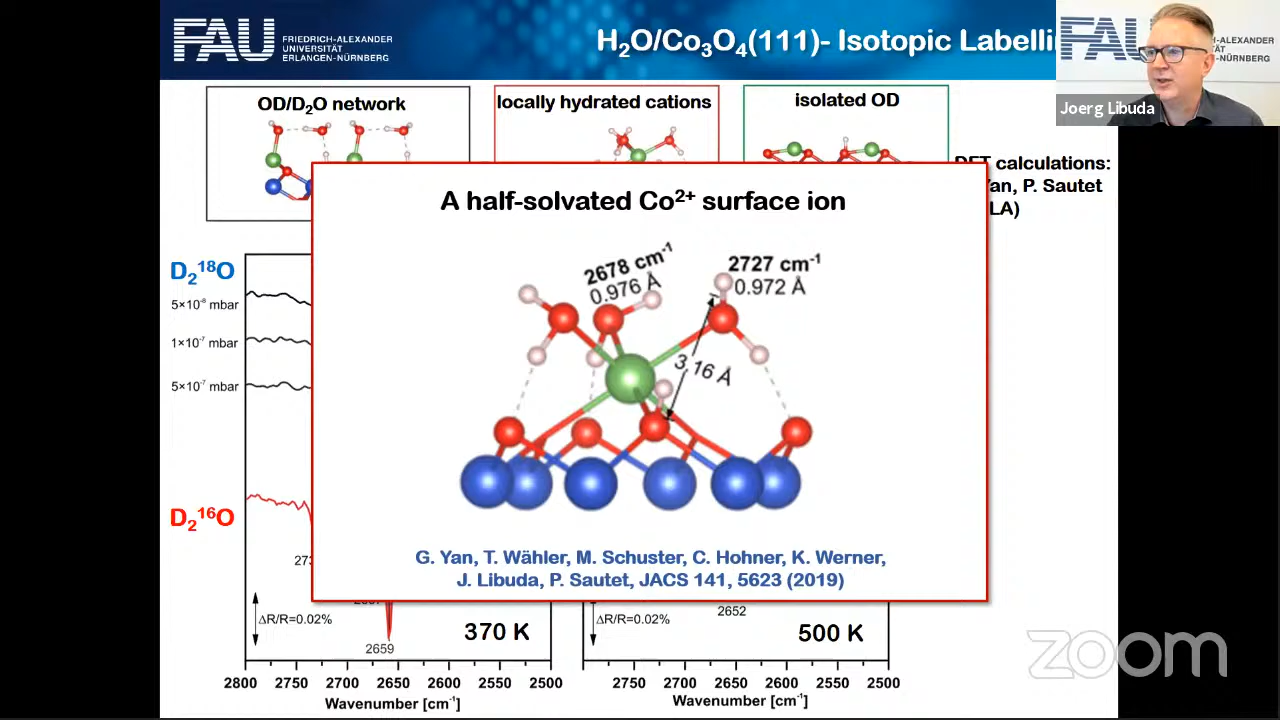 FAU
FRIEDRICH-ALEXANDER
UNIVERSITÄT
ERLANGEN-NÜRNBERG
H₂O/Co₃O₄(111)- Isotopic Labelli
FAU
CH-ALEXANDER
ITÄT
-NÜRNBERG
Joerg Libuda
OD/D₂O network
locally hydrated cations
isolated OD
calculations:
an, P. Sautet
LA)
A half-solvated Co²⁺ surface ion
2678 cm⁻¹
0.976 Å
2727 cm⁻¹
0.972 Å
3.16 Å
G. Yan, T. Wähler, M. Schuster, C. Hohner, K. Werner,
J. Libuda, P. Sautet, JACS 141, 5623 (2019)
D₂¹⁸O
5×10⁻⁸ mbar
1×10⁻⁷ mbar
5×10⁻⁷ mbar
D₂¹⁶O
273
ΔR/R=0.02%
2659
370 K
2652
ΔR/R=0.02%
500 K
2800 2750 2700 2650 2600 2550 2500
Wavenumber [cm⁻¹]
2750 2700 2650 2600 2550 2500
Wavenumber [cm⁻¹]
zoom